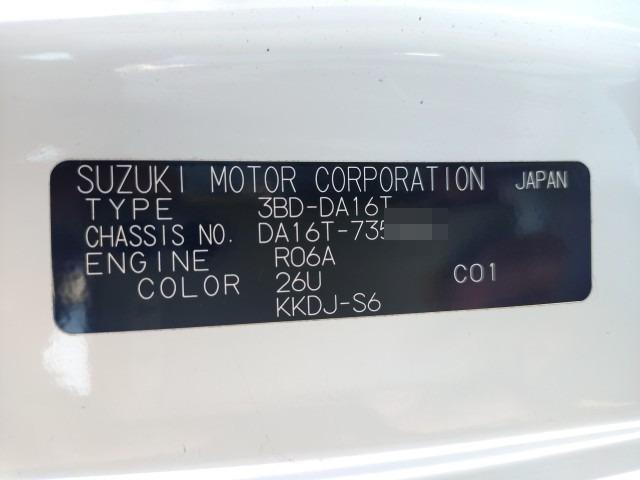 SUZUKI MOTOR CORPORATION JAPAN
TYPE 3BD-DA16T
CHASSIS NO. DA16T-735
ENGINE R06A
COLOR 26U C01
KKDJ-S6